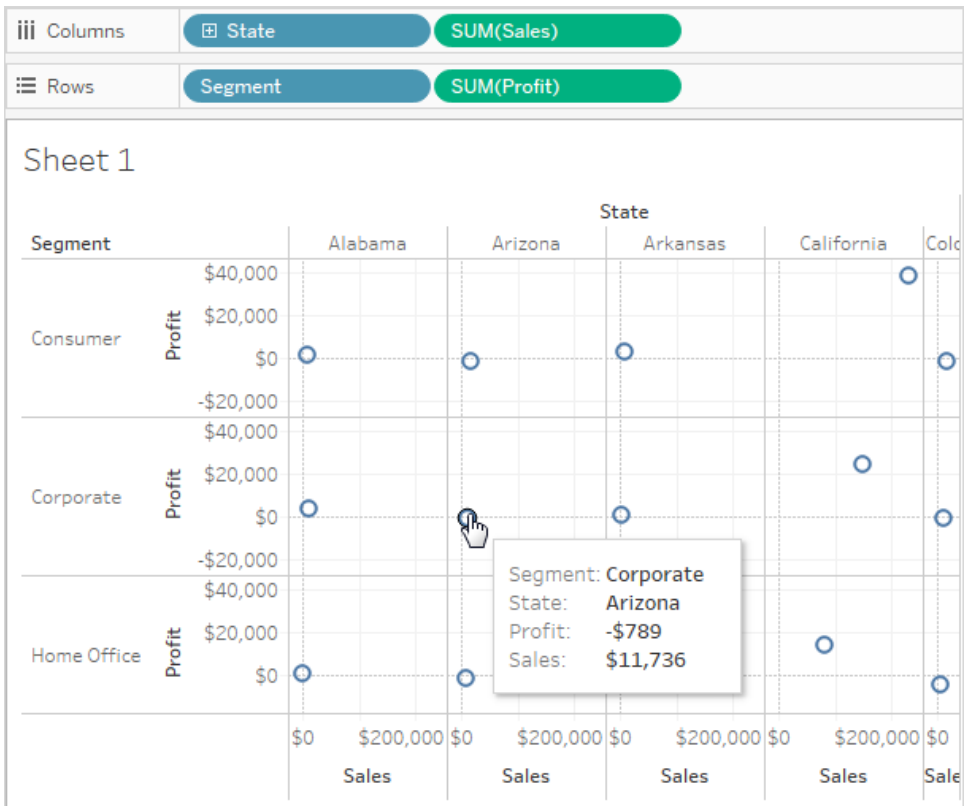 Columns State SUM(Sales)
Rows Segment SUM(Profit)
Sheet 1
State
Segment Alabama Arizona Arkansas California Colo
Consumer
Profit
$40,000
$20,000
$0
-$20,000
Corporate
Profit
$40,000
$20,000
$0
-$20,000
Segment: Corporate
State: Arizona
Profit: -$789
Sales: $11,736
Home Office
Profit
$40,000
$20,000
$0
$0 $200,000 $0 $200,000 $0 $200,000 $0 $200,000 $0
Sales Sales Sales Sales Sale